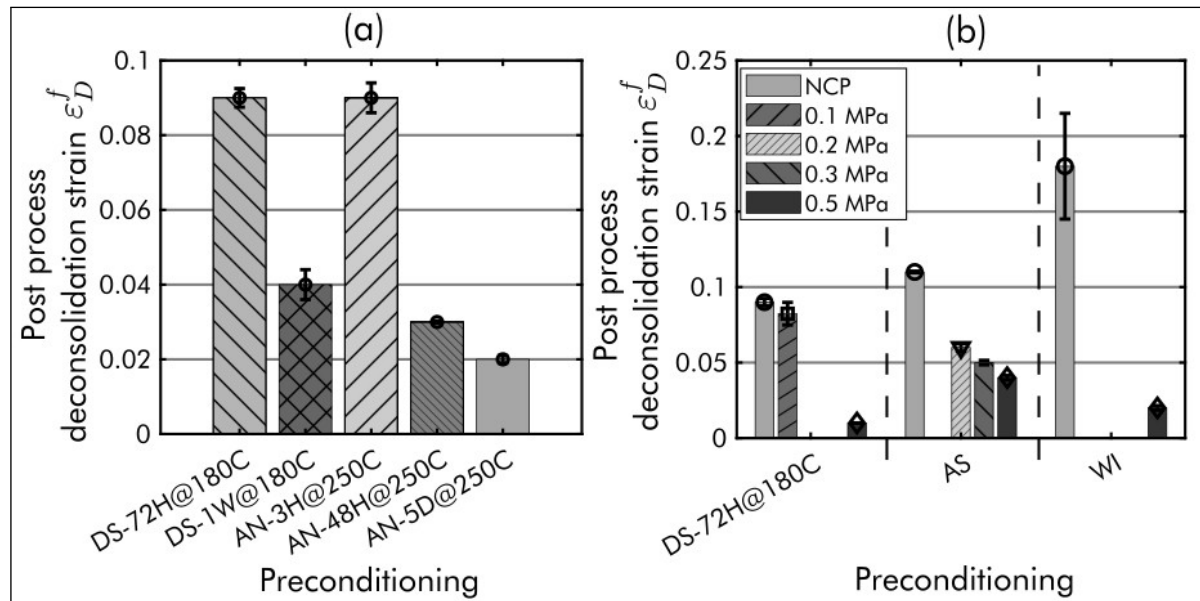 (a)
Post process
deconsolidation strain ε_D^f
0.1
0.08
0.06
0.04
0.02
0
DS-72H@180C
DS-1W@180C
AN-3H@250C
AN-48H@250C
AN-5D@250C
Preconditioning
(b)
Post process
deconsolidation strain ε_D^f
0.25
0.2
0.15
0.1
0.05
0
NCP
0.1 MPa
0.2 MPa
0.3 MPa
0.5 MPa
DS-72H@180C
AS
WI
Preconditioning